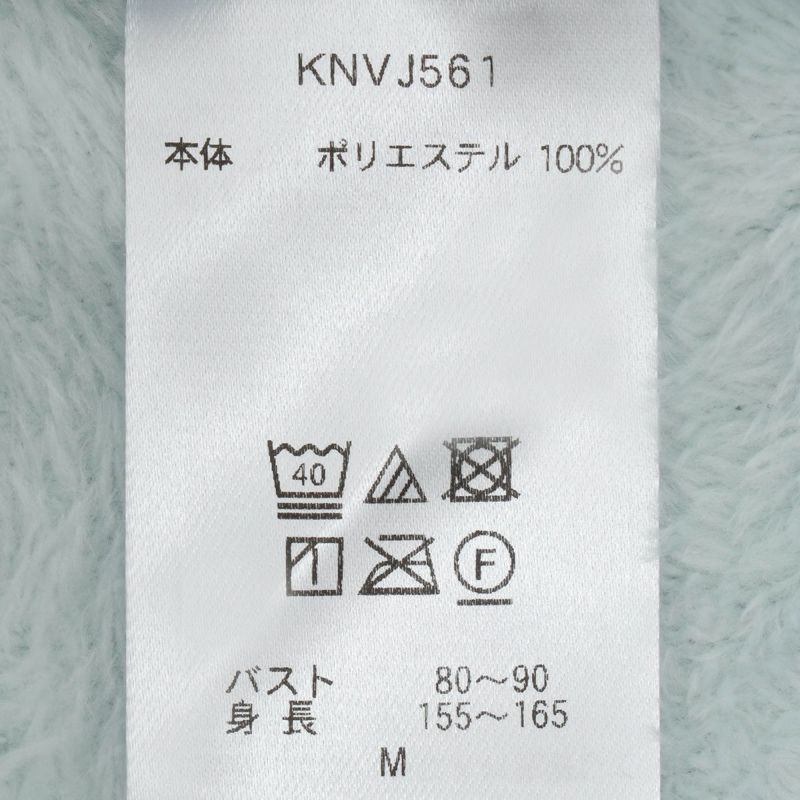 KNVJ561
本体 ポリエステル 100%
40
F
バスト 80～90
身長 155～165
M